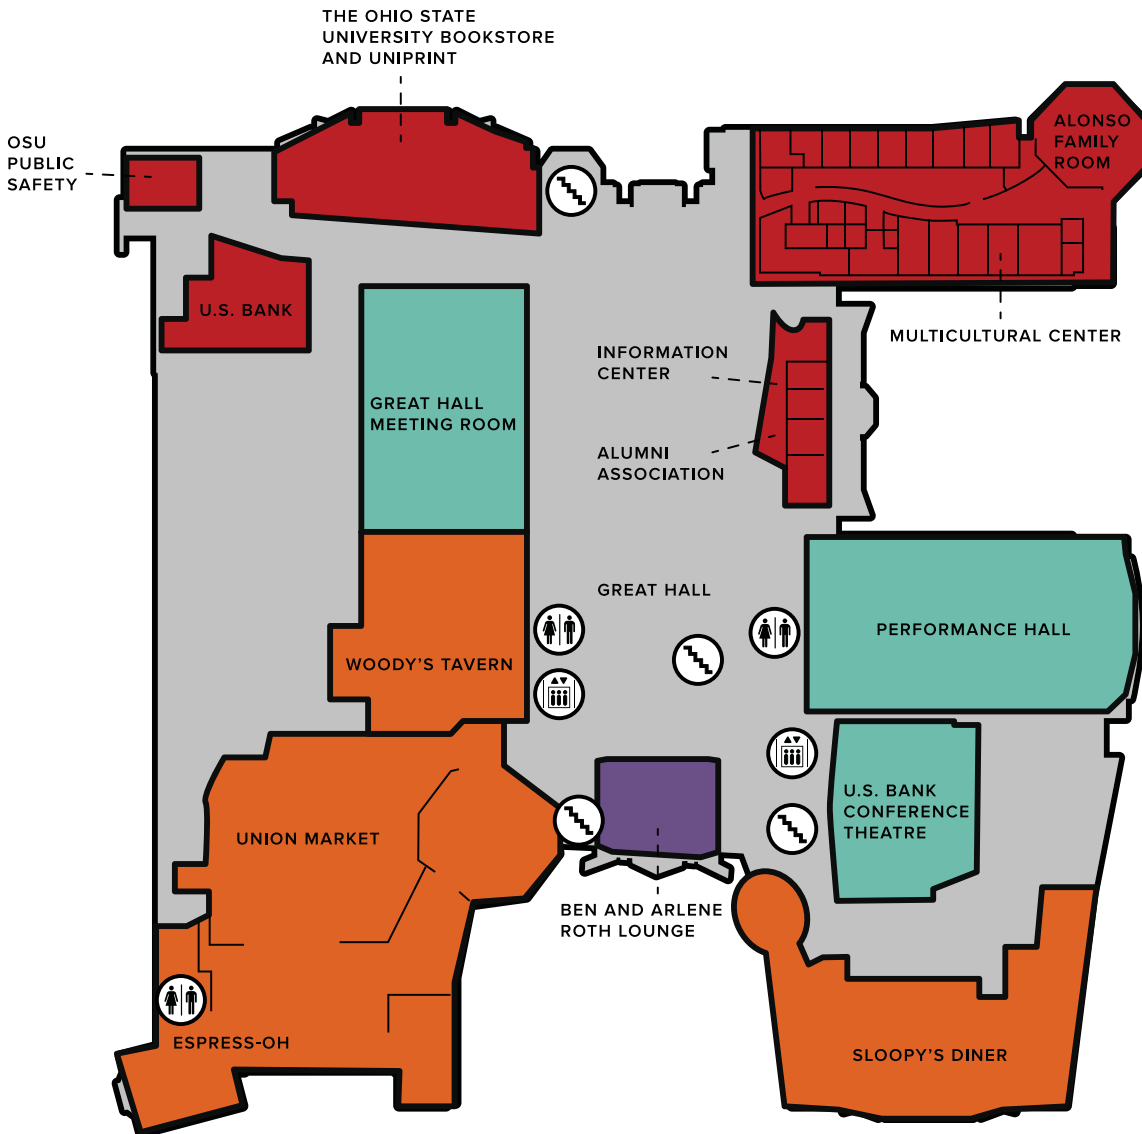 THE OHIO STATE
UNIVERSITY BOOKSTORE
AND UNIPRINT
OSU
PUBLIC
SAFETY
ALONSO
FAMILY
ROOM
U.S. BANK
MULTICULTURAL CENTER
INFORMATION
CENTER
GREAT HALL
MEETING ROOM
ALUMNI
ASSOCIATION
GREAT HALL
PERFORMANCE HALL
WOODY’S TAVERN
U.S. BANK
CONFERENCE
THEATRE
UNION MARKET
BEN AND ARLENE
ROTH LOUNGE
ESPRESS-OH
SLOOPY’S DINER